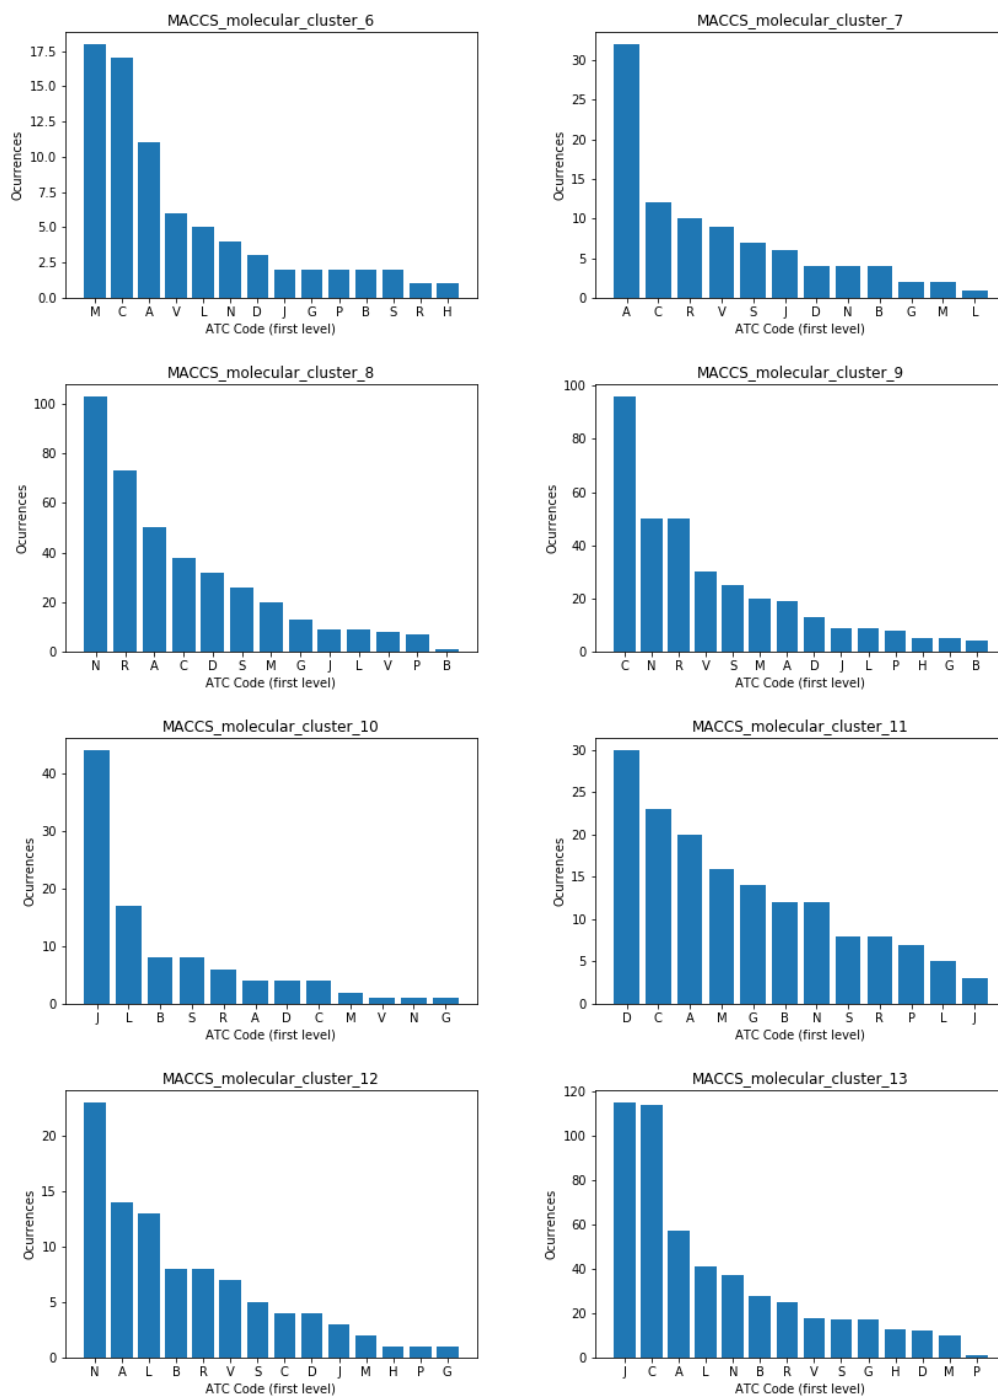 MACCS_molecular_cluster_6
17.5
15.0
12.5
10.0
7.5
5.0
2.5
0.0
Ocurrences
M C A V L N D J G P B S R H
ATC Code (first level)
MACCS_molecular_cluster_7
30
25
20
15
10
5
0
Ocurrences
A C R V S J D N B G M L
ATC Code (first level)
MACCS_molecular_cluster_8
100
80
60
40
20
0
Ocurrences
N R A C D S M G J L V P B
ATC Code (first level)
MACCS_molecular_cluster_9
100
80
60
40
20
0
Ocurrences
C N R V S M A D J L P H G B
ATC Code (first level)
MACCS_molecular_cluster_10
40
30
20
10
0
Ocurrences
J L B S R A D C M V N G
ATC Code (first level)
MACCS_molecular_cluster_11
30
25
20
15
10
5
0
Ocurrences
D C A M G B N S R P L J
ATC Code (first level)
MACCS_molecular_cluster_12
20
15
10
5
0
Ocurrences
N A L B R V S C D J M H P G
ATC Code (first level)
MACCS_molecular_cluster_13
120
100
80
60
40
20
0
Ocurrences
J C A L N B R V S G H D M P
ATC Code (first level)